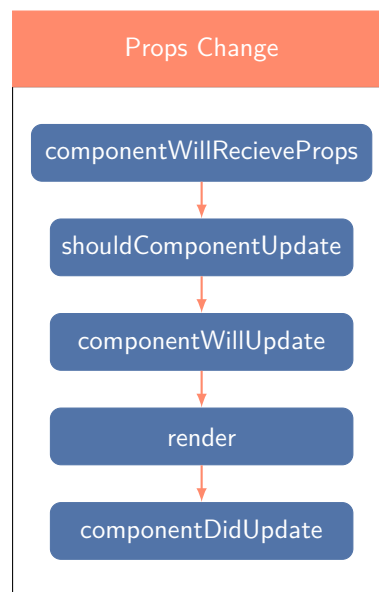 Props Change
componentWillRecieveProps
shouldComponentUpdate
componentWillUpdate
render
componentDidUpdate